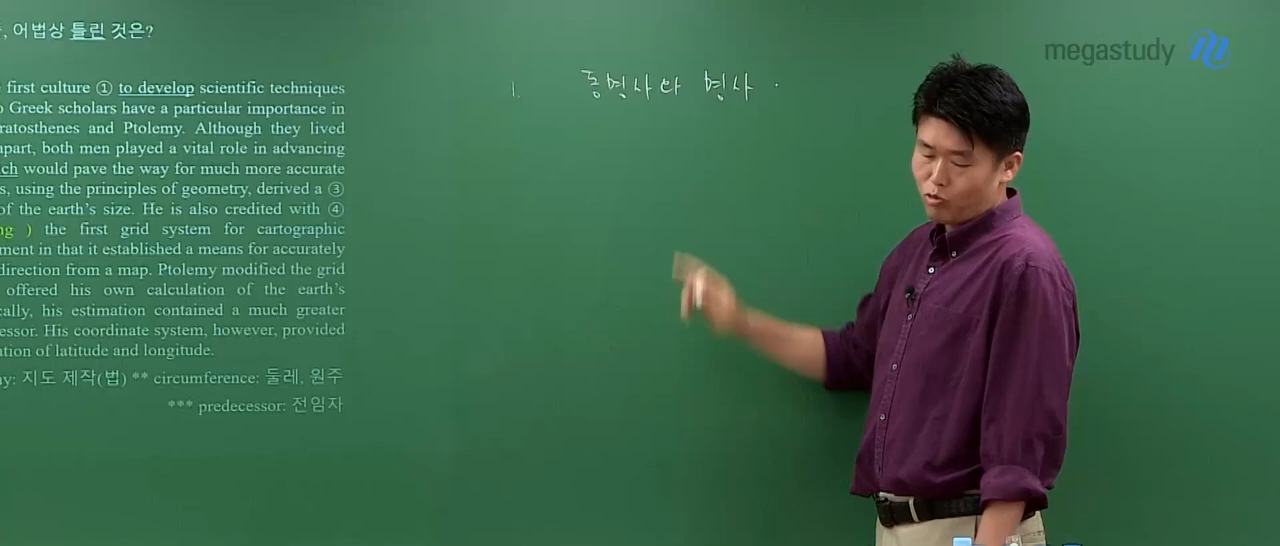 , 어법상 틀린 것은?
megastudy
1. 동명사와 명사.
first culture ① to develop scientific techniques
Greek scholars have a particular importance in
ratosthenes and Ptolemy. Although they lived
apart, both men played a vital role in advancing
ch would pave the way for much more accurate
s, using the principles of geometry, derived a ③
of the earth's size. He is also credited with ④
ng ) the first grid system for cartographic
ment in that it established a means for accurately
direction from a map. Ptolemy modified the grid
offered his own calculation of the earth's
cally, his estimation contained a much greater
essor. His coordinate system, however, provided
ation of latitude and longitude.
hy: 지도 제작(법) ** circumference: 둘레, 원주
*** predecessor: 전임자